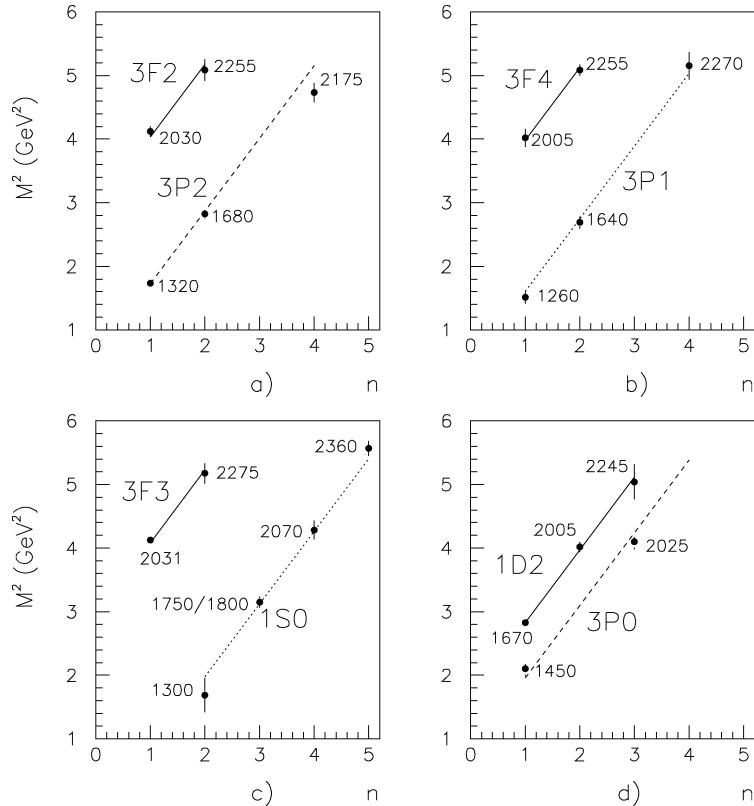 6
5
4
3
2
1
M² (GeV²)
3F2
2255
2030
2175
3P2
1680
1320
0 1 2 3 4 5
a) n
6
5
4
3
2
1
3F4
2255
2270
2005
3P1
1640
1260
0 1 2 3 4 5
b) n
6
5
4
3
2
1
M² (GeV²)
2360
3F3
2275
2070
2031
1750/1800
1S0
1300
0 1 2 3 4 5
c) n
6
5
4
3
2
1
2245
2005
2025
1D2
3P0
1670
1450
0 1 2 3 4 5
d) n